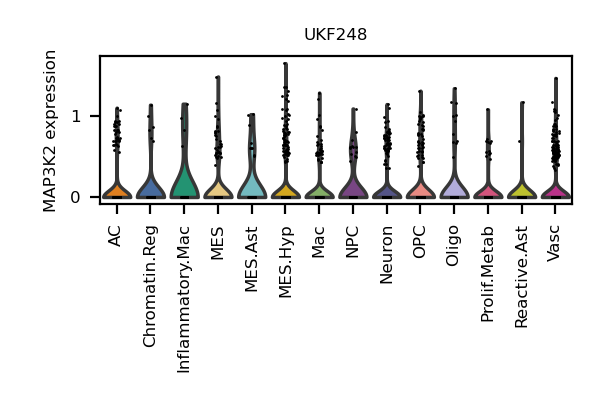 UKF248
MAP3K2 expression
1
0
AC
Chromatin.Reg
Inflammatory.Mac
MES
MES.Ast
MES.Hyp
Mac
NPC
Neuron
OPC
Oligo
Prolif.Metab
Reactive.Ast
Vasc